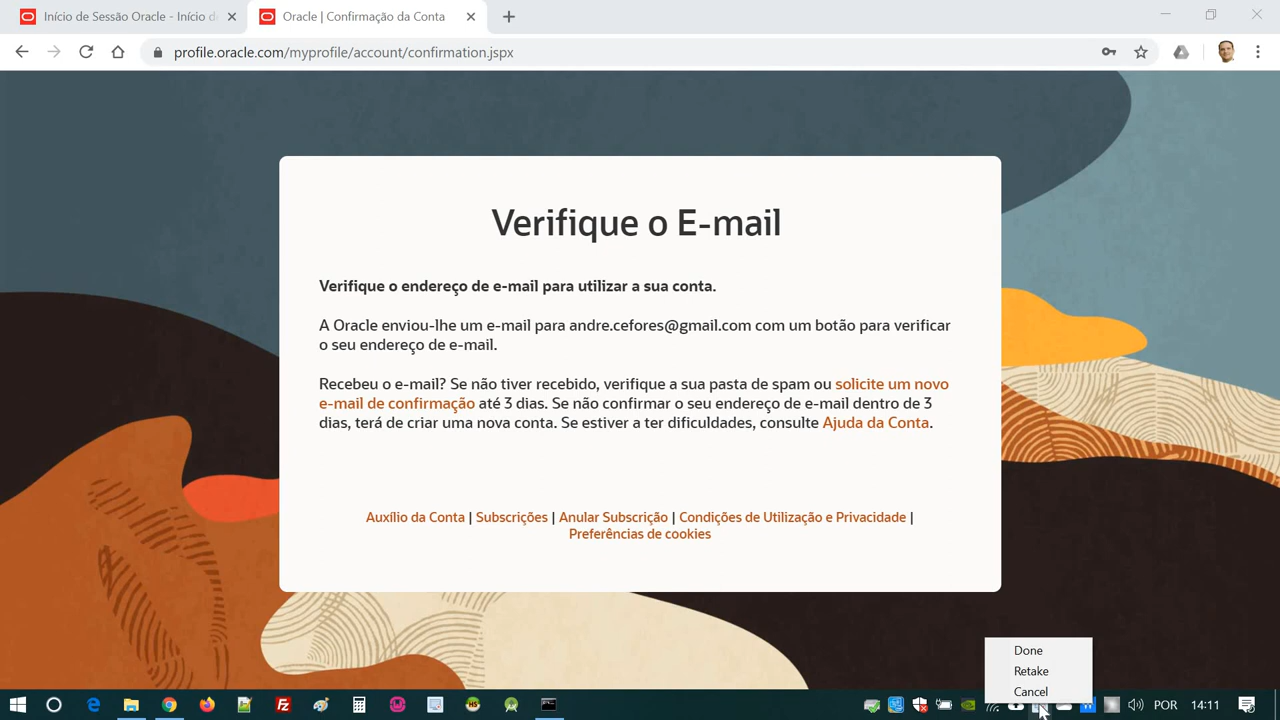 Início de Sessão Oracle - Início d
Oracle | Confirmação da Conta
profile.oracle.com/myprofile/account/confirmation.jspx
Verifique o E-mail
Verifique o endereço de e-mail para utilizar a sua conta.
A Oracle enviou-lhe um e-mail para andre.cefores@gmail.com com um botão para verificar
o seu endereço de e-mail.
Recebeu o e-mail? Se não tiver recebido, verifique a sua pasta de spam ou solicite um novo
e-mail de confirmação até 3 dias. Se não confirmar o seu endereço de e-mail dentro de 3
dias, terá de criar uma nova conta. Se estiver a ter dificuldades, consulte Ajuda da Conta.
Auxílio da Conta | Subscrições | Anular Subscrição | Condições de Utilização e Privacidade |
Preferências de cookies
Done
Retake
Cancel
POR 14:11